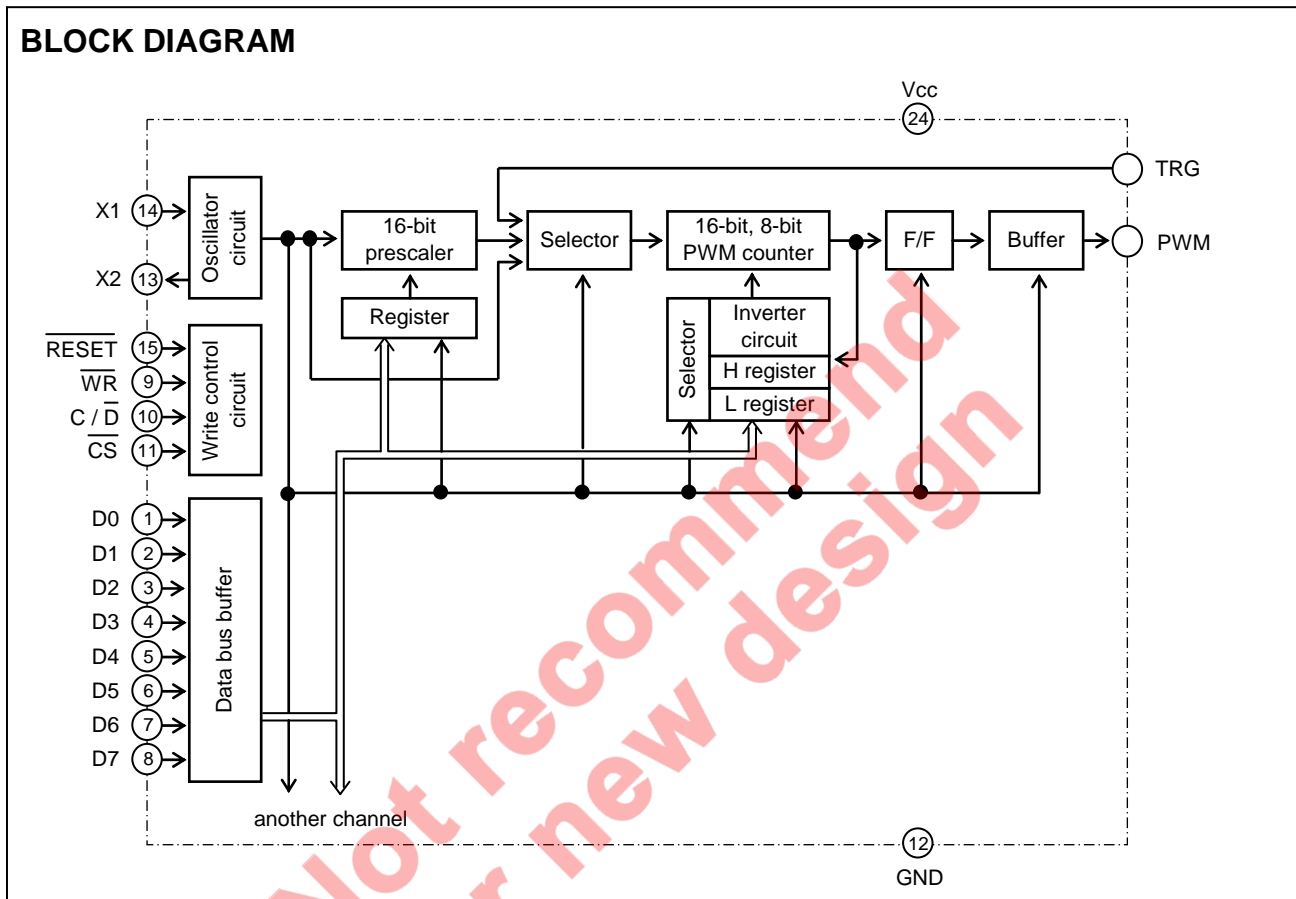 BLOCK DIAGRAM
Vcc
24
TRG
X1 14
Oscillator
circuit
16-bit
prescaler
Selector
16-bit, 8-bit
PWM counter
F/F
Buffer
PWM
X2 13
Register
Selector
Inverter
circuit
H register
L register
RESET 15
WR 9
C / D 10
CS 11
Write control
circuit
D0 1
D1 2
D2 3
D3 4
D4 5
D5 6
D6 7
D7 8
Data bus buffer
another channel
12
GND
Not recommend
new design